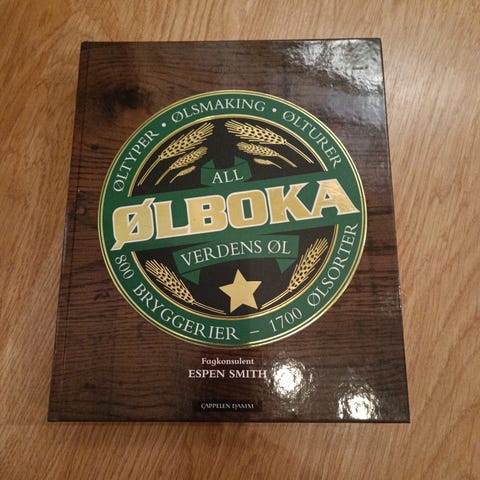 ØLTYPER • ØLSMAKING • ØLTURER
ALL
ØLBOKA
VERDENS ØL
800 BRYGGERIER – 1700 ØLSORTER
Fagkonsulent
ESPEN SMITH
CAPPELEN DAMM